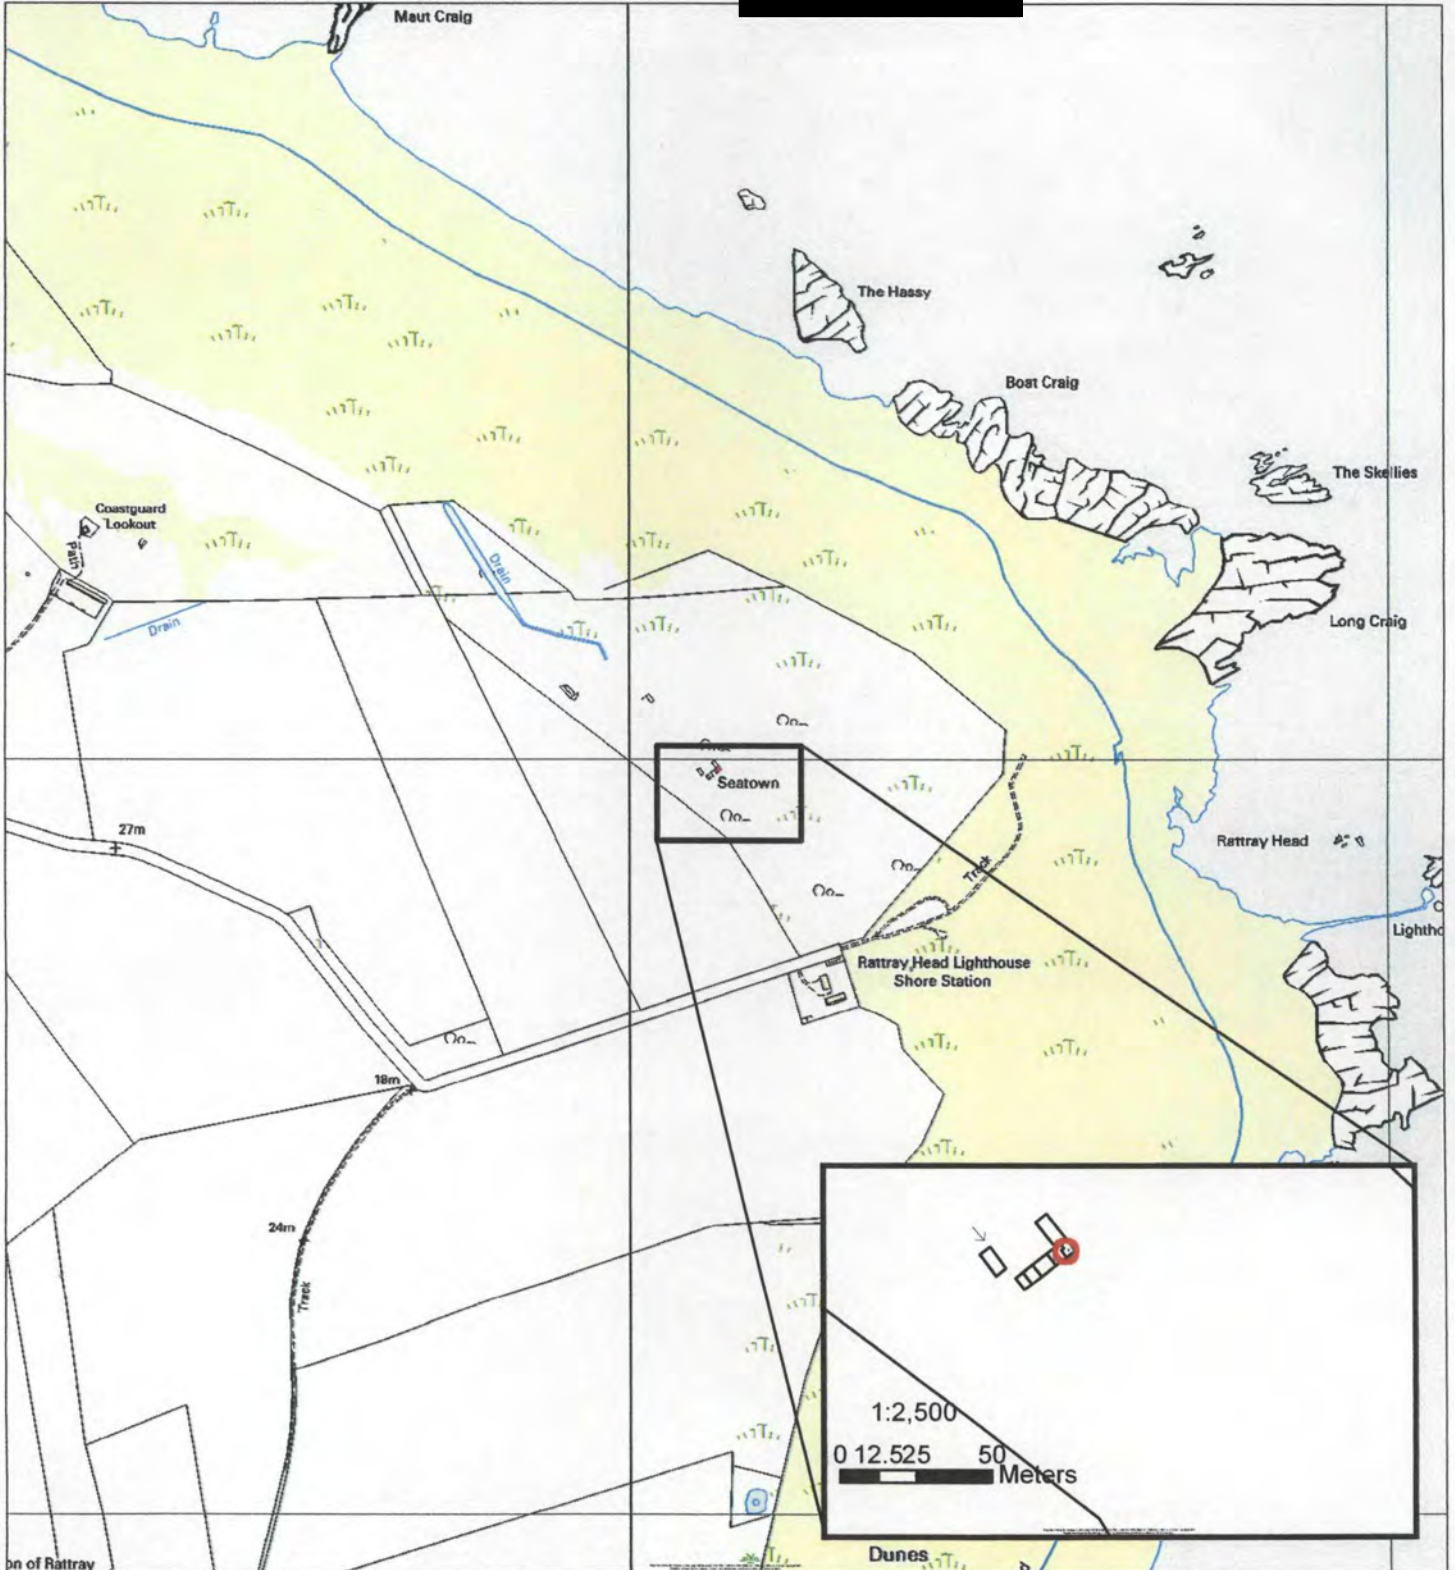 Maut Craig
The Hassy
Boat Craig
The Skellies
Coastguard
Lookout
Path
Drain
Drain
Long Craig
Seatown
27m
Rattray Head
Track
Lightho
Rattray Head Lighthouse
Shore Station
18m
24m
Track
1:2,500
0 12.525 50
Meters
on of Rattray
Dunes